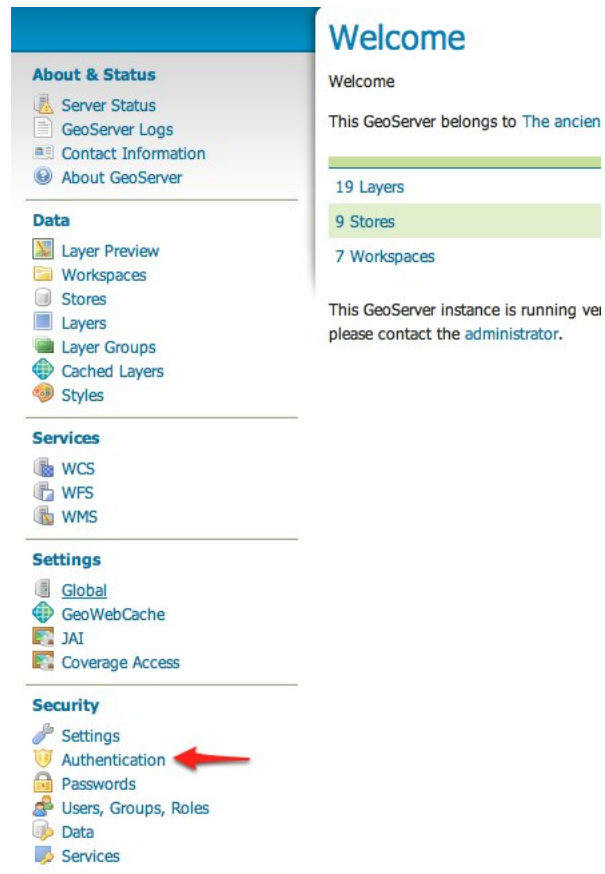 About & Status
Server Status
GeoServer Logs
Contact Information
About GeoServer
Data
Layer Preview
Workspaces
Stores
Layers
Layer Groups
Cached Layers
Styles
Services
WCS
WFS
WMS
Settings
Global
GeoWebCache
JAI
Coverage Access
Security
Settings
Authentication
Passwords
Users, Groups, Roles
Data
Services
Welcome
Welcome
This GeoServer belongs to The ancien
19 Layers
9 Stores
7 Workspaces
This GeoServer instance is running ver
please contact the administrator.